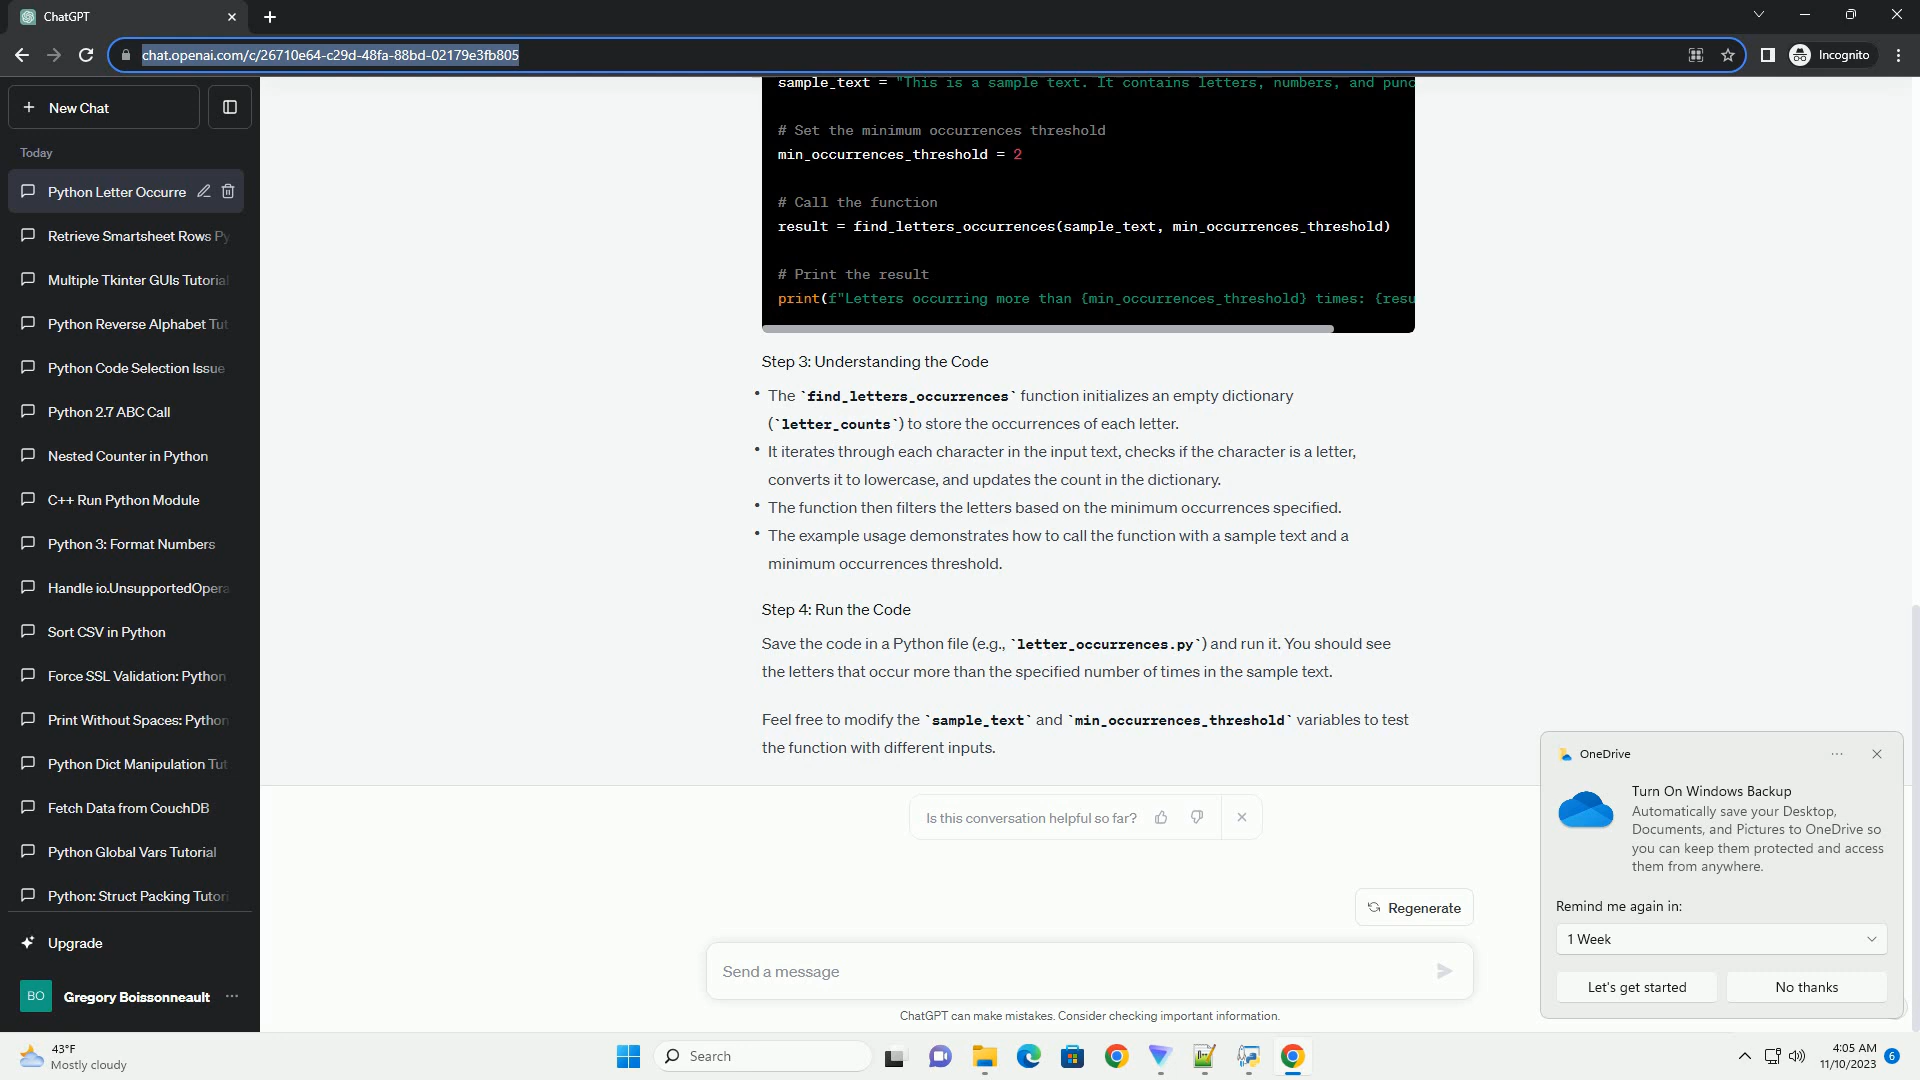 ChatGPT
chat.openai.com/c/26710e64-c29d-48fa-88bd-02179e3fb805
Incognito
New Chat
Today
Python Letter Occurre
Retrieve Smartsheet Rows Py
Multiple Tkinter GUIs Tutorial
Python Reverse Alphabet Tut
Python Code Selection Issue
Python 2.7 ABC Call
Nested Counter in Python
C++ Run Python Module
Python 3: Format Numbers
Handle io.UnsupportedOpera
Sort CSV in Python
Force SSL Validation: Python
Print Without Spaces: Python
Python Dict Manipulation Tut
Fetch Data from CouchDB
Python Global Vars Tutorial
Python: Struct Packing Tutori
Upgrade
BO Gregory Boissonneault
sample_text = "This is a sample text. It contains letters, numbers, and punc
# Set the minimum occurrences threshold
min_occurrences_threshold = 2
# Call the function
result = find_letters_occurrences(sample_text, min_occurrences_threshold)
# Print the result
print(f"Letters occurring more than {min_occurrences_threshold} times: {resu
Step 3: Understanding the Code
• The `find_letters_occurrences` function initializes an empty dictionary
(`letter_counts`) to store the occurrences of each letter.
• It iterates through each character in the input text, checks if the character is a letter,
converts it to lowercase, and updates the count in the dictionary.
• The function then filters the letters based on the minimum occurrences specified.
• The example usage demonstrates how to call the function with a sample text and a
minimum occurrences threshold.
Step 4: Run the Code
Save the code in a Python file (e.g., `letter_occurrences.py`) and run it. You should see
the letters that occur more than the specified number of times in the sample text.
Feel free to modify the `sample_text` and `min_occurrences_threshold` variables to test
the function with different inputs.
Is this conversation helpful so far?
Regenerate
Send a message
ChatGPT can make mistakes. Consider checking important information.
OneDrive
Turn On Windows Backup
Automatically save your Desktop,
Documents, and Pictures to OneDrive so
you can keep them protected and access
them from anywhere.
Remind me again in:
1 Week
Let's get started
No thanks
43°F
Mostly cloudy
Search
4:05 AM
11/10/2023
6